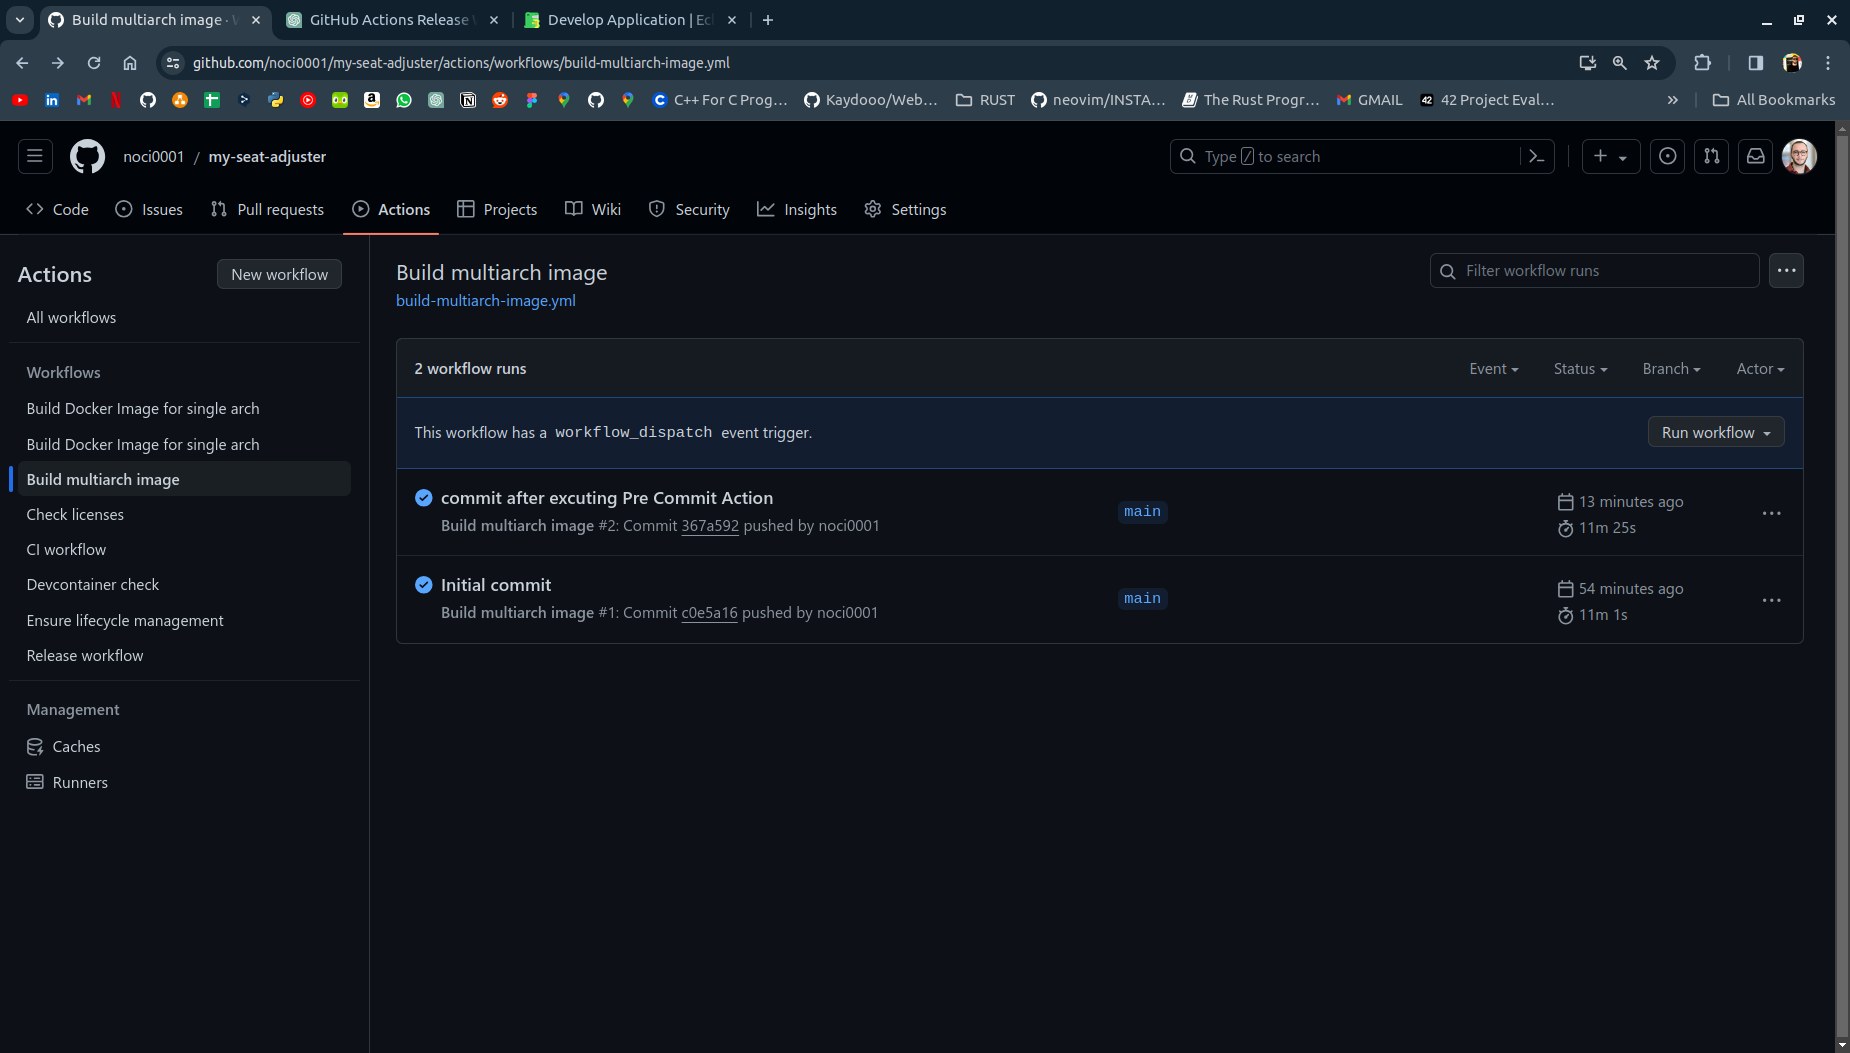 Build multiarch image ·
GitHub Actions Release
Develop Application | Ecl
github.com/noci0001/my-seat-adjuster/actions/workflows/build-multiarch-image.yml
C++ For C Prog...
Kaydooo/Web...
RUST
neovim/INSTA...
The Rust Progr...
GMAIL
42 Project Eval...
All Bookmarks
noci0001 / my-seat-adjuster
Type / to search
Code
Issues
Pull requests
Actions
Projects
Wiki
Security
Insights
Settings
Actions
New workflow
All workflows
Workflows
Build Docker Image for single arch
Build Docker Image for single arch
Build multiarch image
Check licenses
CI workflow
Devcontainer check
Ensure lifecycle management
Release workflow
Management
Caches
Runners
Build multiarch image
build-multiarch-image.yml
Filter workflow runs
2 workflow runs
Event
Status
Branch
Actor
This workflow has a workflow_dispatch event trigger.
Run workflow
commit after excuting Pre Commit Action
Build multiarch image #2: Commit 367a592 pushed by noci0001
main
13 minutes ago
11m 25s
Initial commit
Build multiarch image #1: Commit c0e5a16 pushed by noci0001
main
54 minutes ago
11m 1s